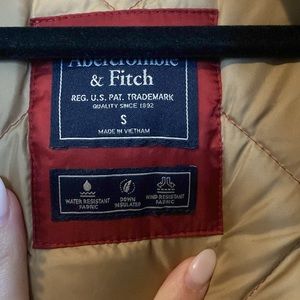 Abercrombie
& Fitch
REG. U.S. PAT. TRADEMARK
QUALITY SINCE 1892
S
MADE IN VIETNAM
WATER RESISTANT
FABRIC
DOWN
INSULATED
WIND RESISTANT
FABRIC